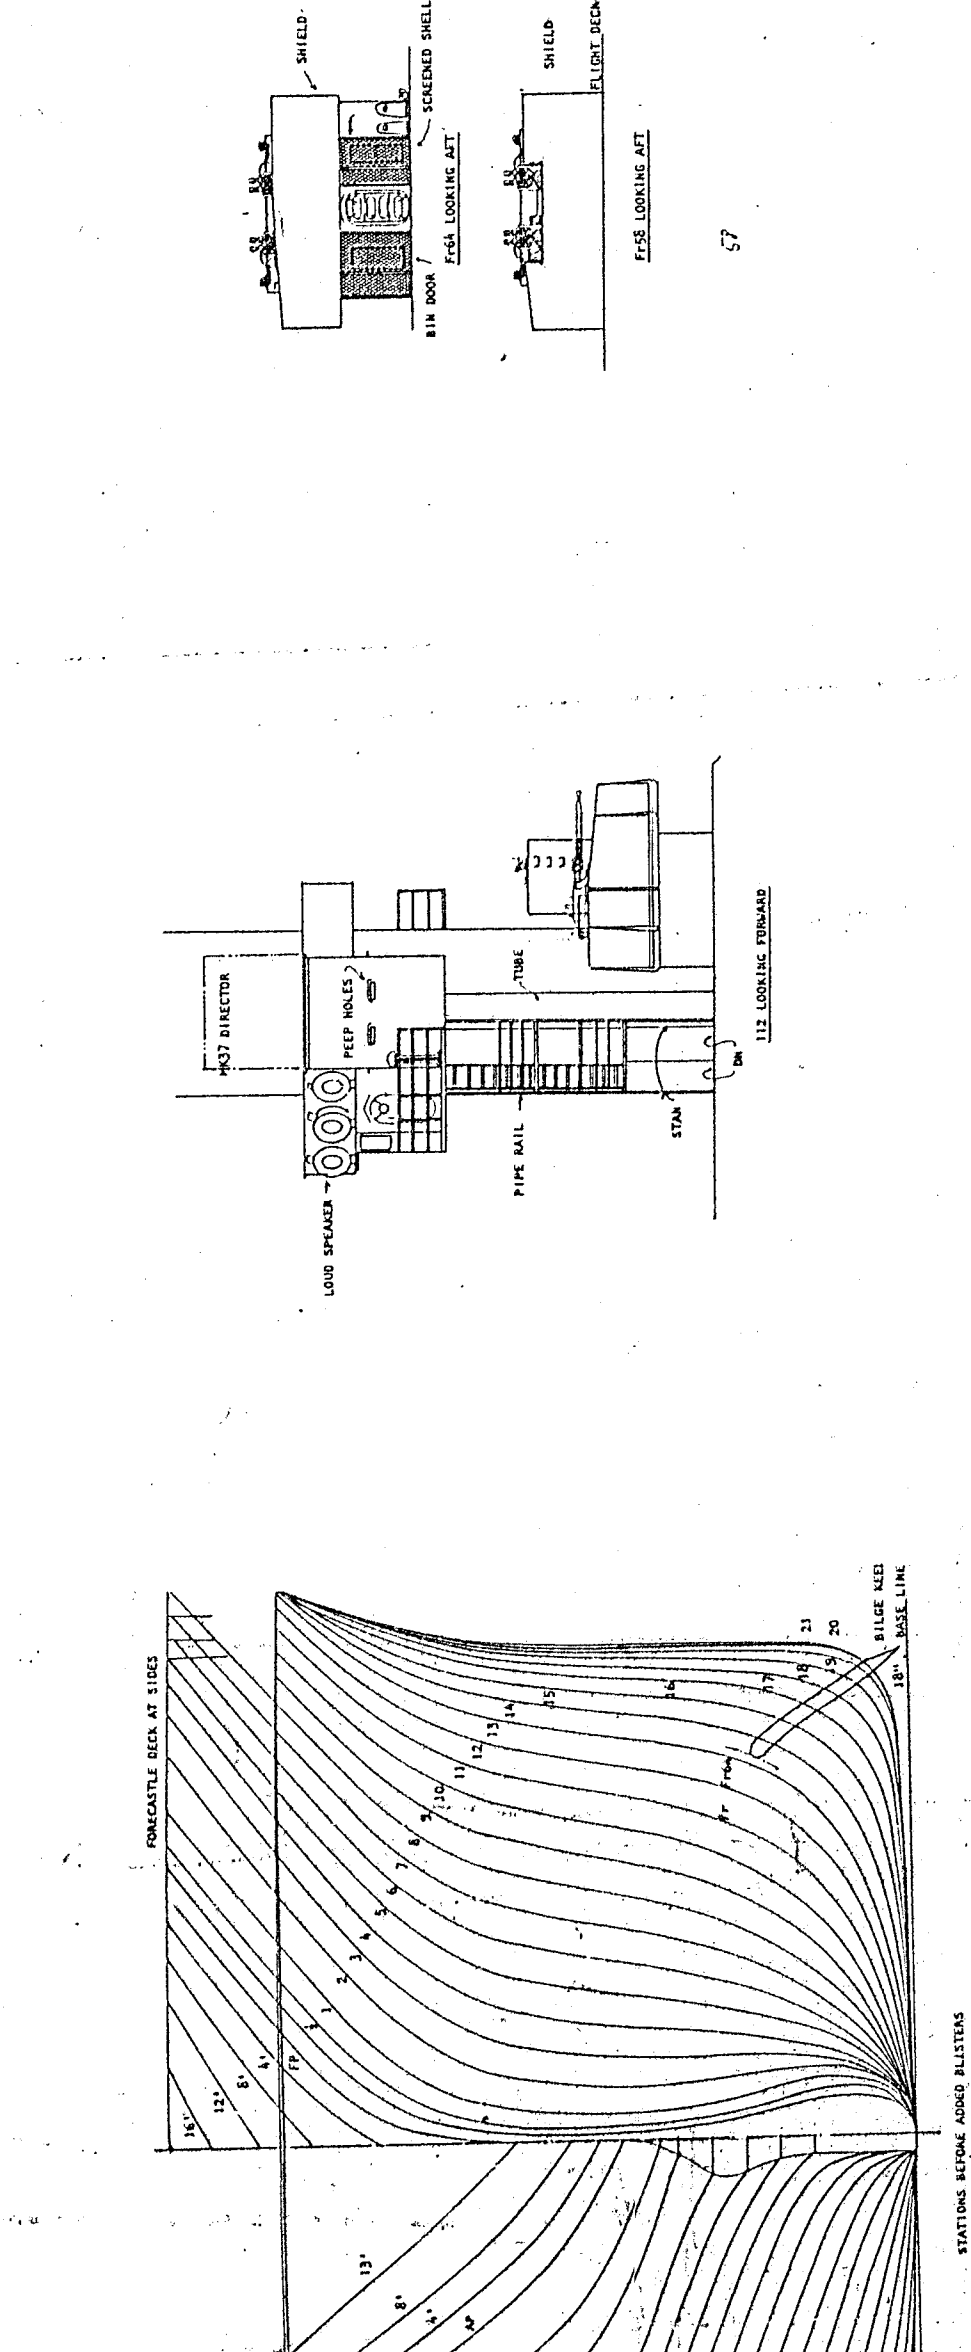 SHIELD
SCREENED SHELL
BIN DOOR
Fr64 LOOKING AFT
SHIELD
FLIGHT DECK
Fr58 LOOKING AFT
MK37 DIRECTOR
PEEP HOLES
LOUD SPEAKER
TUBE
PIPE RAIL
STAN
DN
112 LOOKING FORWARD
FORECASTLE DECK AT SIDES
16'
12'
8'
4'
FP
1
2
3
4
5
6
7
8
9
10
11
12
13
14
15
16
17
18
19
20
23
BILGE KEEL
BASE LINE
18"
13'
8'
4'
AP
STATIONS BEFORE ADDED BLISTERS